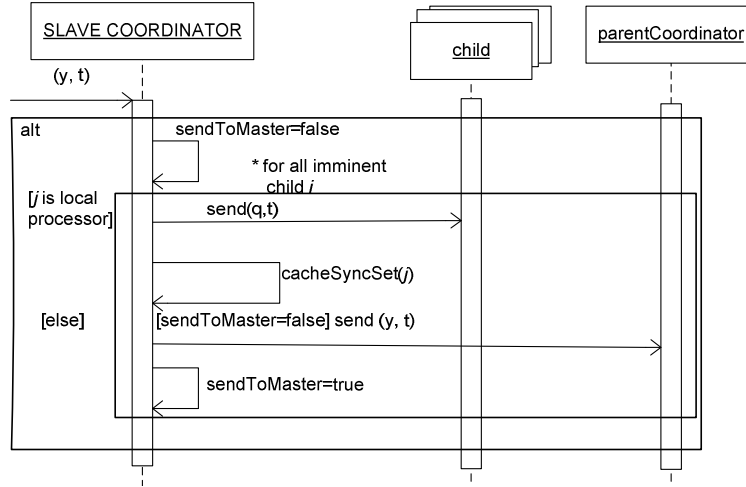 SLAVE COORDINATOR
child
parentCoordinator
(y, t)
alt
sendToMaster=false
* for all imminent
child i
[j is local
processor]
send(q,t)
cacheSyncSet(j)
[else]
[sendToMaster=false] send (y, t)
sendToMaster=true